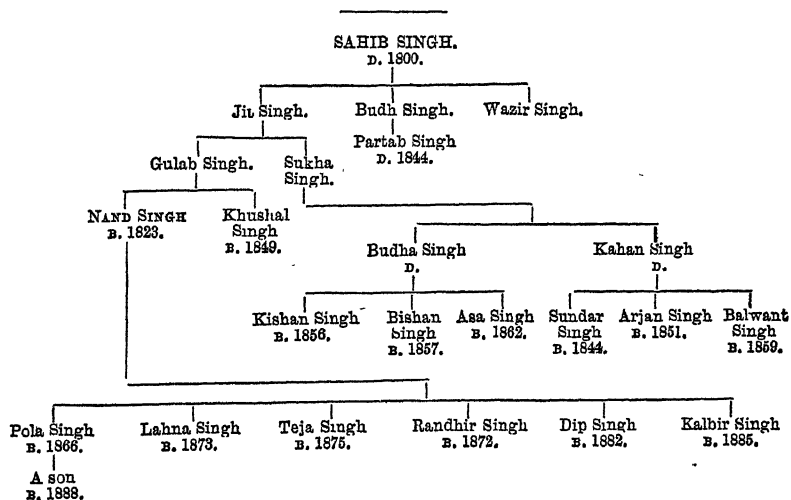 SAHIB SINGH.
D. 1800.
Jit Singh.
Budh Singh.
Wazir Singh.
Partab Singh
D. 1844.
Gulab Singh.
Sukha
Singh.
NAND SINGH
B. 1823.
Khushal
Singh
B. 1849.
Budha Singh
D.
Kahan Singh
D.
Kishan Singh
B. 1856.
Bishan
Singh
B. 1857.
Asa Singh
B. 1862.
Sundar
Singh
B. 1844.
Arjan Singh
B. 1851.
Balwant
Singh
B. 1859.
Pola Singh
B. 1866.
Lahna Singh
B. 1873.
Teja Singh
B. 1875.
Randhir Singh
B. 1872.
Dip Singh
B. 1882.
Kalbir Singh
B. 1885.
A son
B. 1888.